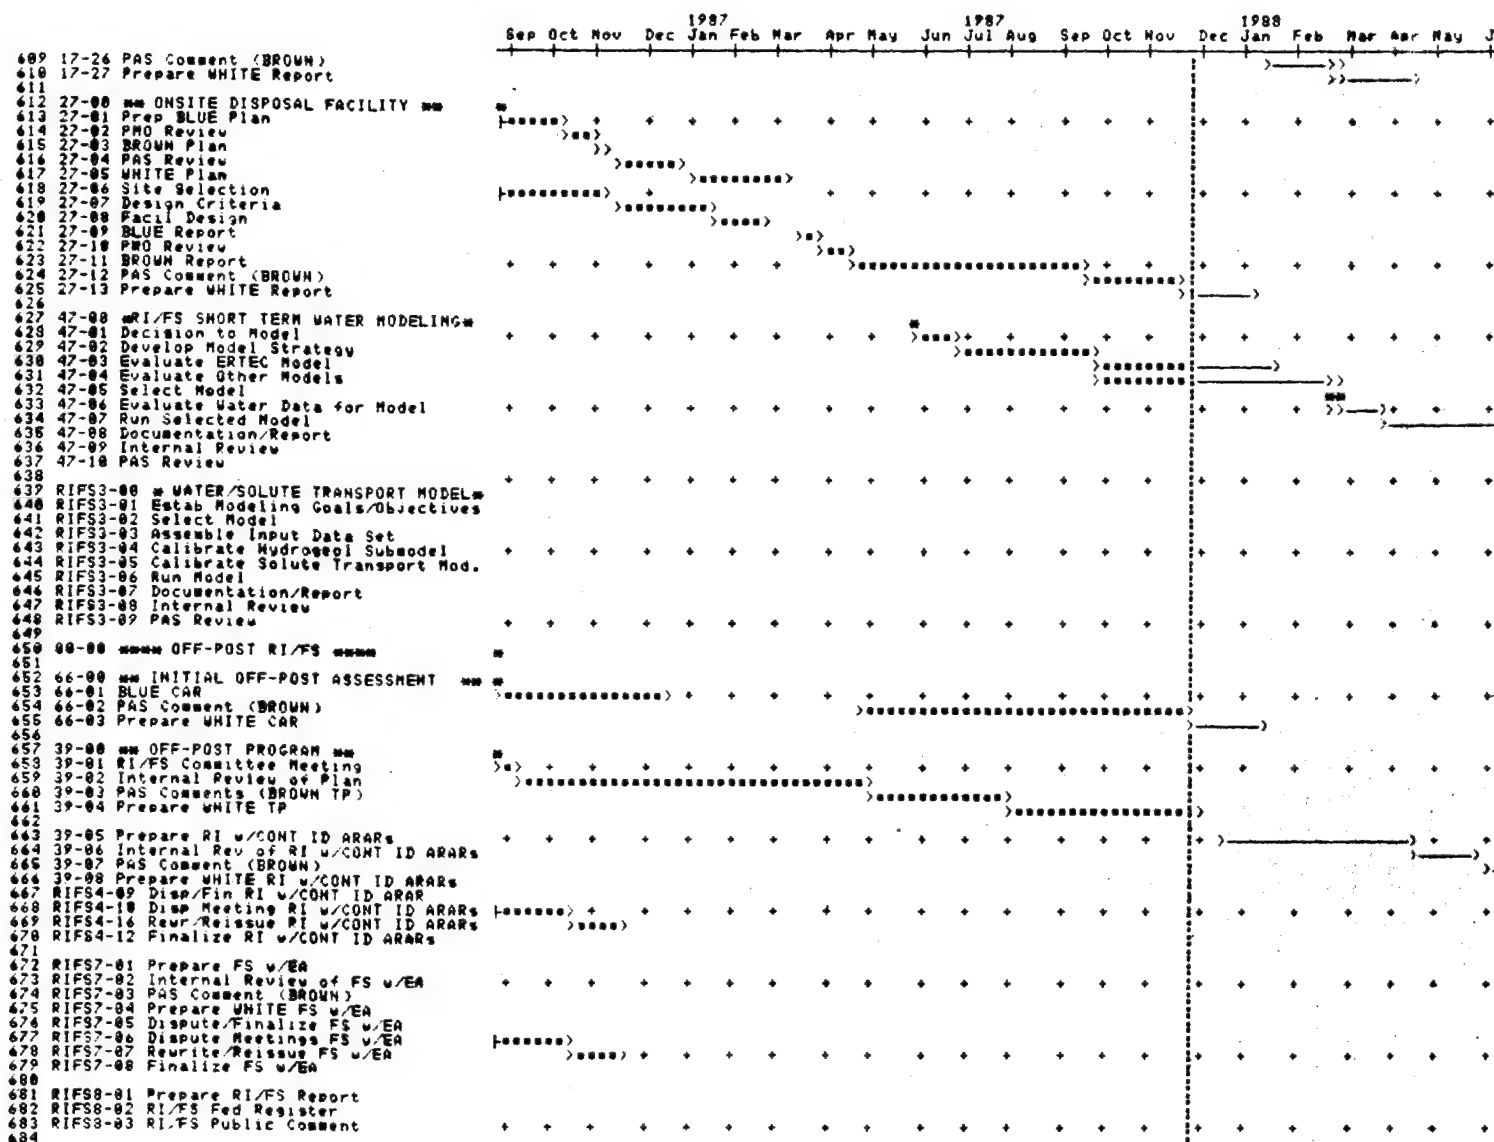 1987 1987 1988
Sep Oct Nov Dec Jan Feb Mar Apr May Jun Jul Aug Sep Oct Nov Dec Jan Feb Mar Apr May J
609 17-26 PAS Comment (BROWN)
610 17-27 Prepare WHITE Report
611
612 27-00 ** ONSITE DISPOSAL FACILITY **
613 27-01 Prep BLUE Plan
614 27-02 PMO Review
615 27-03 BROWN Plan
616 27-04 PAS Review
617 27-05 WHITE Plan
618 27-06 Site Selection
619 27-07 Design Criteria
620 27-08 Facil Design
621 27-09 BLUE Report
622 27-10 PMO Review
623 27-11 BROWN Report
624 27-12 PAS Comment (BROWN)
625 27-13 Prepare WHITE Report
626
627 47-00 *RI/FS SHORT TERM WATER MODELING*
628 47-01 Decision to Model
629 47-02 Develop Model Strategy
630 47-03 Evaluate ERTEC Model
631 47-04 Evaluate Other Models
632 47-05 Select Model
633 47-06 Evaluate Water Data for Model
634 47-07 Run Selected Model
635 47-08 Documentation/Report
636 47-09 Internal Review
637 47-10 PAS Review
638
639 RIFS3-00 * WATER/SOLUTE TRANSPORT MODEL*
640 RIFS3-01 Estab Modeling Goals/Objectives
641 RIFS3-02 Select Model
642 RIFS3-03 Assemble Input Data Set
643 RIFS3-04 Calibrate Hydrogeol Submodel
644 RIFS3-05 Calibrate Solute Transport Mod.
645 RIFS3-06 Run Model
646 RIFS3-07 Documentation/Report
647 RIFS3-08 Internal Review
648 RIFS3-09 PAS Review
649
650 00-00 **** OFF-POST RI/FS ****
651
652 66-00 ** INITIAL OFF-POST ASSESSMENT **
653 66-01 BLUE CAR
654 66-02 PAS Comment (BROWN)
655 66-03 Prepare WHITE CAR
656
657 39-00 ** OFF-POST PROGRAM **
658 39-01 RI/FS Committee Meeting
659 39-02 Internal Review of Plan
660 39-03 PAS Comments (BROWN TP)
661 39-04 Prepare WHITE TP
662
663 39-05 Prepare RI w/CONT ID ARARs
664 39-06 Internal Rev of RI w/CONT ID ARARs
665 39-07 PAS Comment (BROWN)
666 39-08 Prepare WHITE RI w/CONT ID ARARs
667 RIFS4-09 Disp/Fin RI w/CONT ID ARAR
668 RIFS4-10 Disp Meeting RI w/CONT ID ARARs
669 RIFS4-16 Rewr/Reissue RI w/CONT ID ARARs
670 RIFS4-12 Finalize RI w/CONT ID ARARs
671
672 RIFS7-01 Prepare FS w/EA
673 RIFS7-02 Internal Review of FS w/EA
674 RIFS7-03 PAS Comment (BROWN)
675 RIFS7-04 Prepare WHITE FS w/EA
676 RIFS7-05 Dispute/Finalize FS w/EA
677 RIFS7-06 Dispute Meetings FS w/EA
678 RIFS7-07 Rewrite/Reissue FS w/EA
679 RIFS7-08 Finalize FS w/EA
680
681 RIFS8-01 Prepare RI/FS Report
682 RIFS8-02 RI/FS Fed Register
683 RIFS8-03 RI/FS Public Comment
684